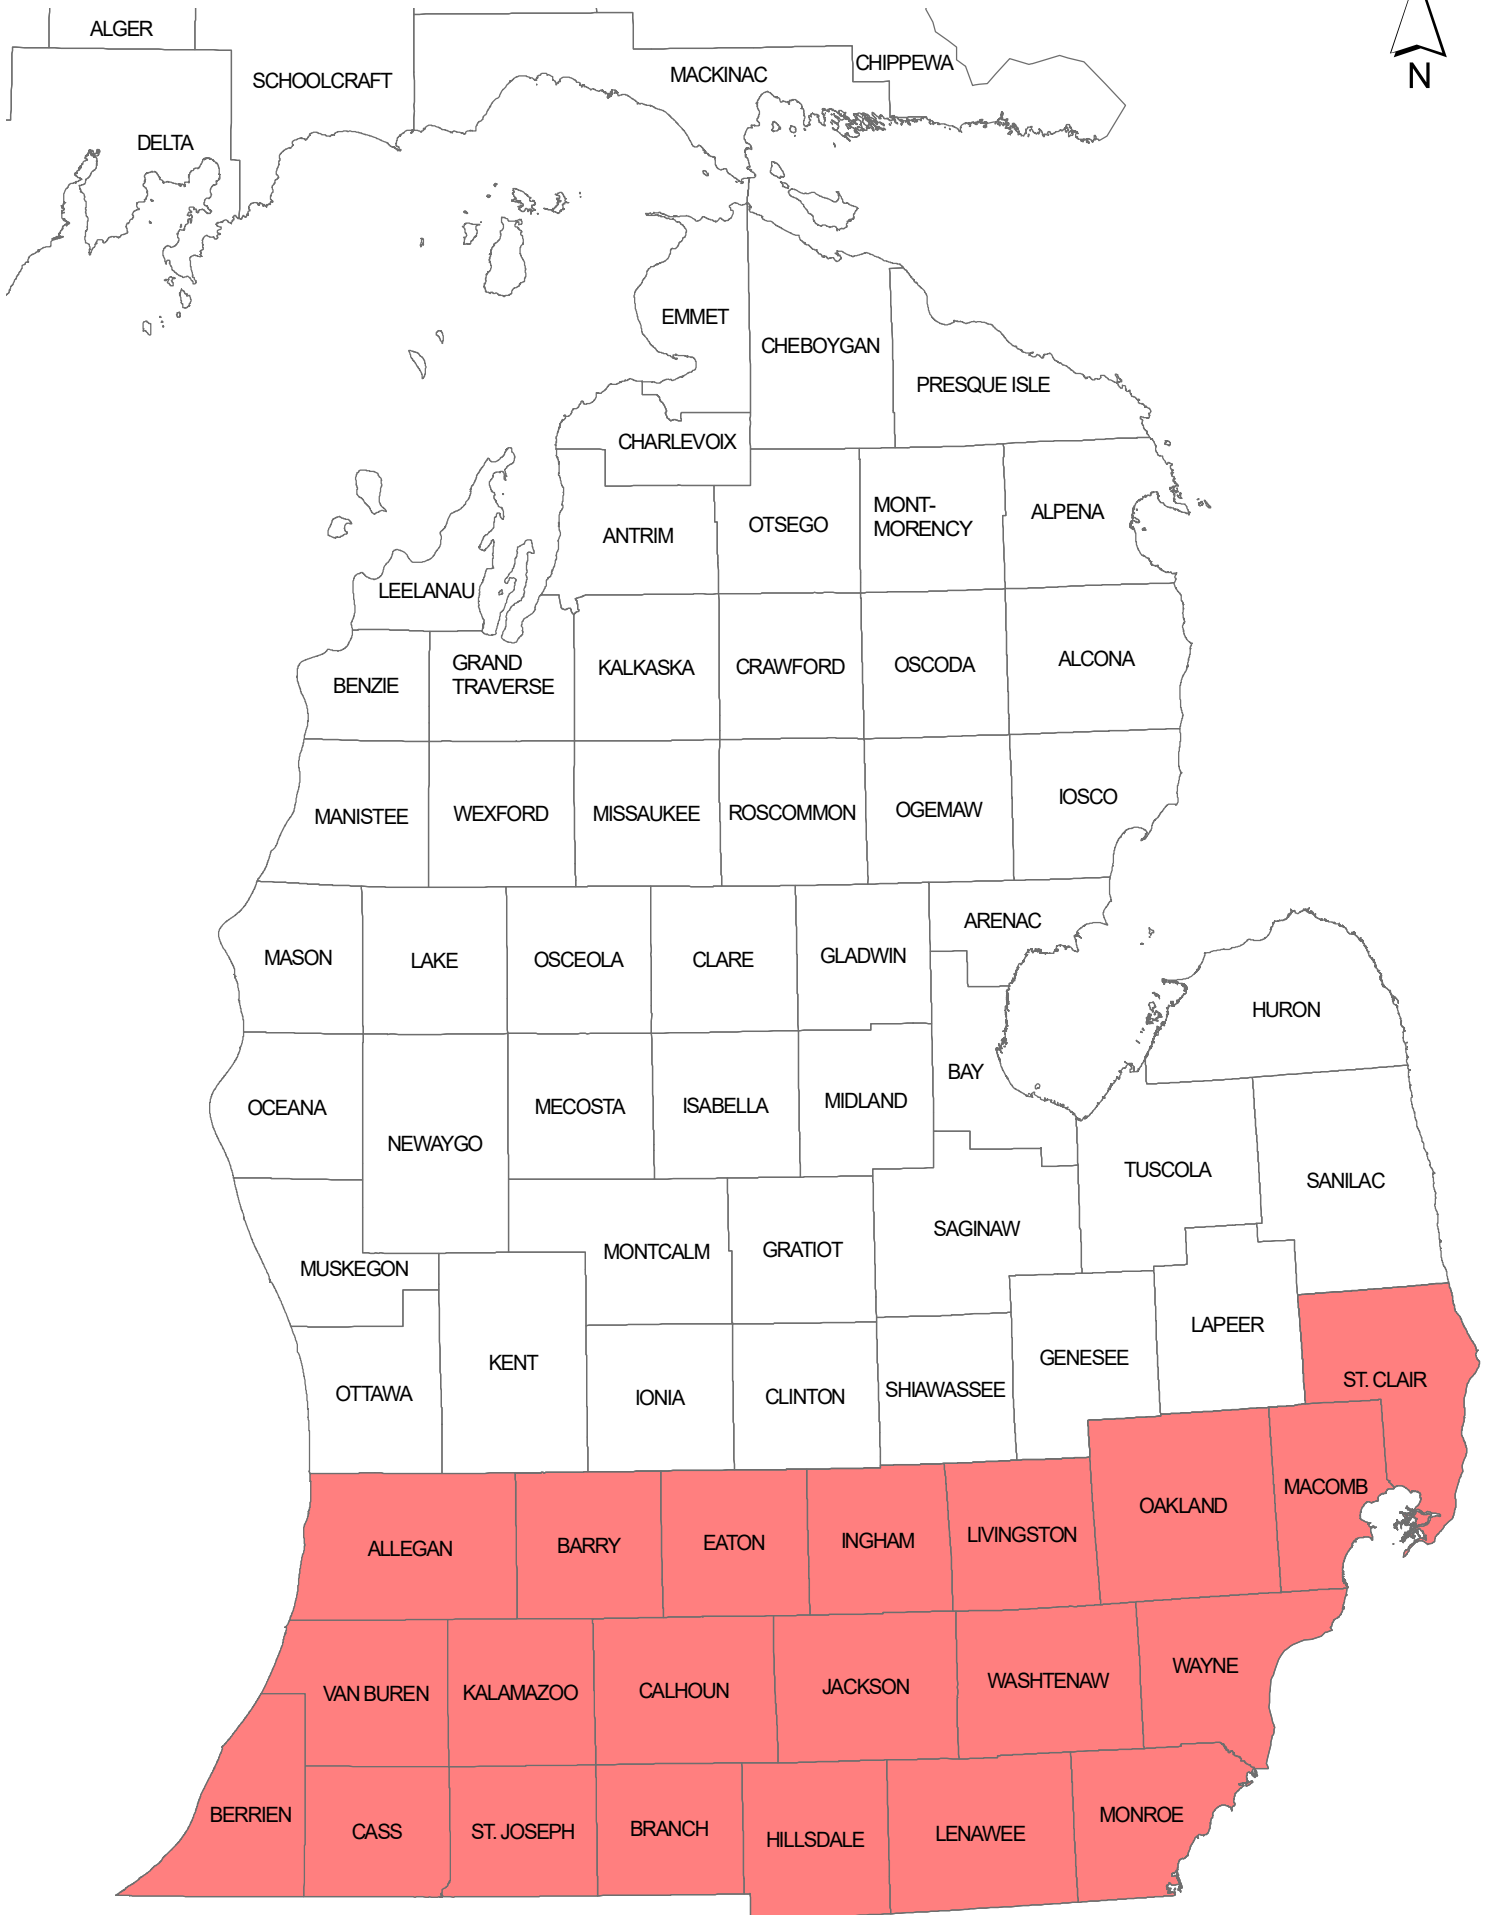 ALGER
SCHOOLCRAFT
MACKINAC
CHIPPEWA
N
DELTA
EMMET
CHEBOYGAN
PRESQUE ISLE
CHARLEVOIX
ANTRIM
OTSEGO
MONT-
MORENCY
ALPENA
LEELANAU
BENZIE
GRAND
TRAVERSE
KALKASKA
CRAWFORD
OSCODA
ALCONA
MANISTEE
WEXFORD
MISSAUKEE
ROSCOMMON
OGEMAW
IOSCO
MASON
LAKE
OSCEOLA
CLARE
GLADWIN
ARENAC
HURON
OCEANA
NEWAYGO
MECOSTA
ISABELLA
MIDLAND
BAY
TUSCOLA
SANILAC
MUSKEGON
MONTCALM
GRATIOT
SAGINAW
OTTAWA
KENT
IONIA
CLINTON
SHIAWASSEE
GENESEE
LAPEER
ST. CLAIR
ALLEGAN
BARRY
EATON
INGHAM
LIVINGSTON
OAKLAND
MACOMB
VAN BUREN
KALAMAZOO
CALHOUN
JACKSON
WASHTENAW
WAYNE
BERRIEN
CASS
ST. JOSEPH
BRANCH
HILLSDALE
LENAWEE
MONROE